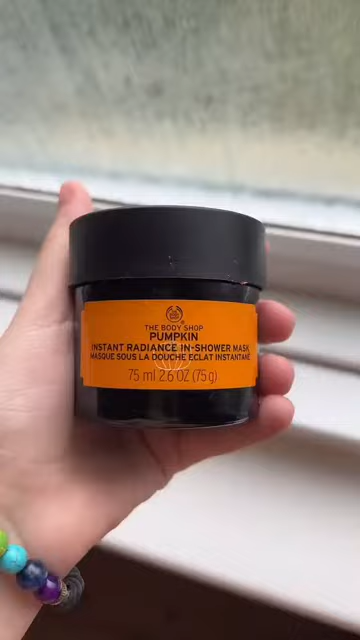 THE BODY SHOP
PUMPKIN
INSTANT RADIANCE IN-SHOWER MASK
MASQUE SOUS LA DOUCHE ECLAT INSTANTANÉ
75 ml 2.6 OZ (75g)